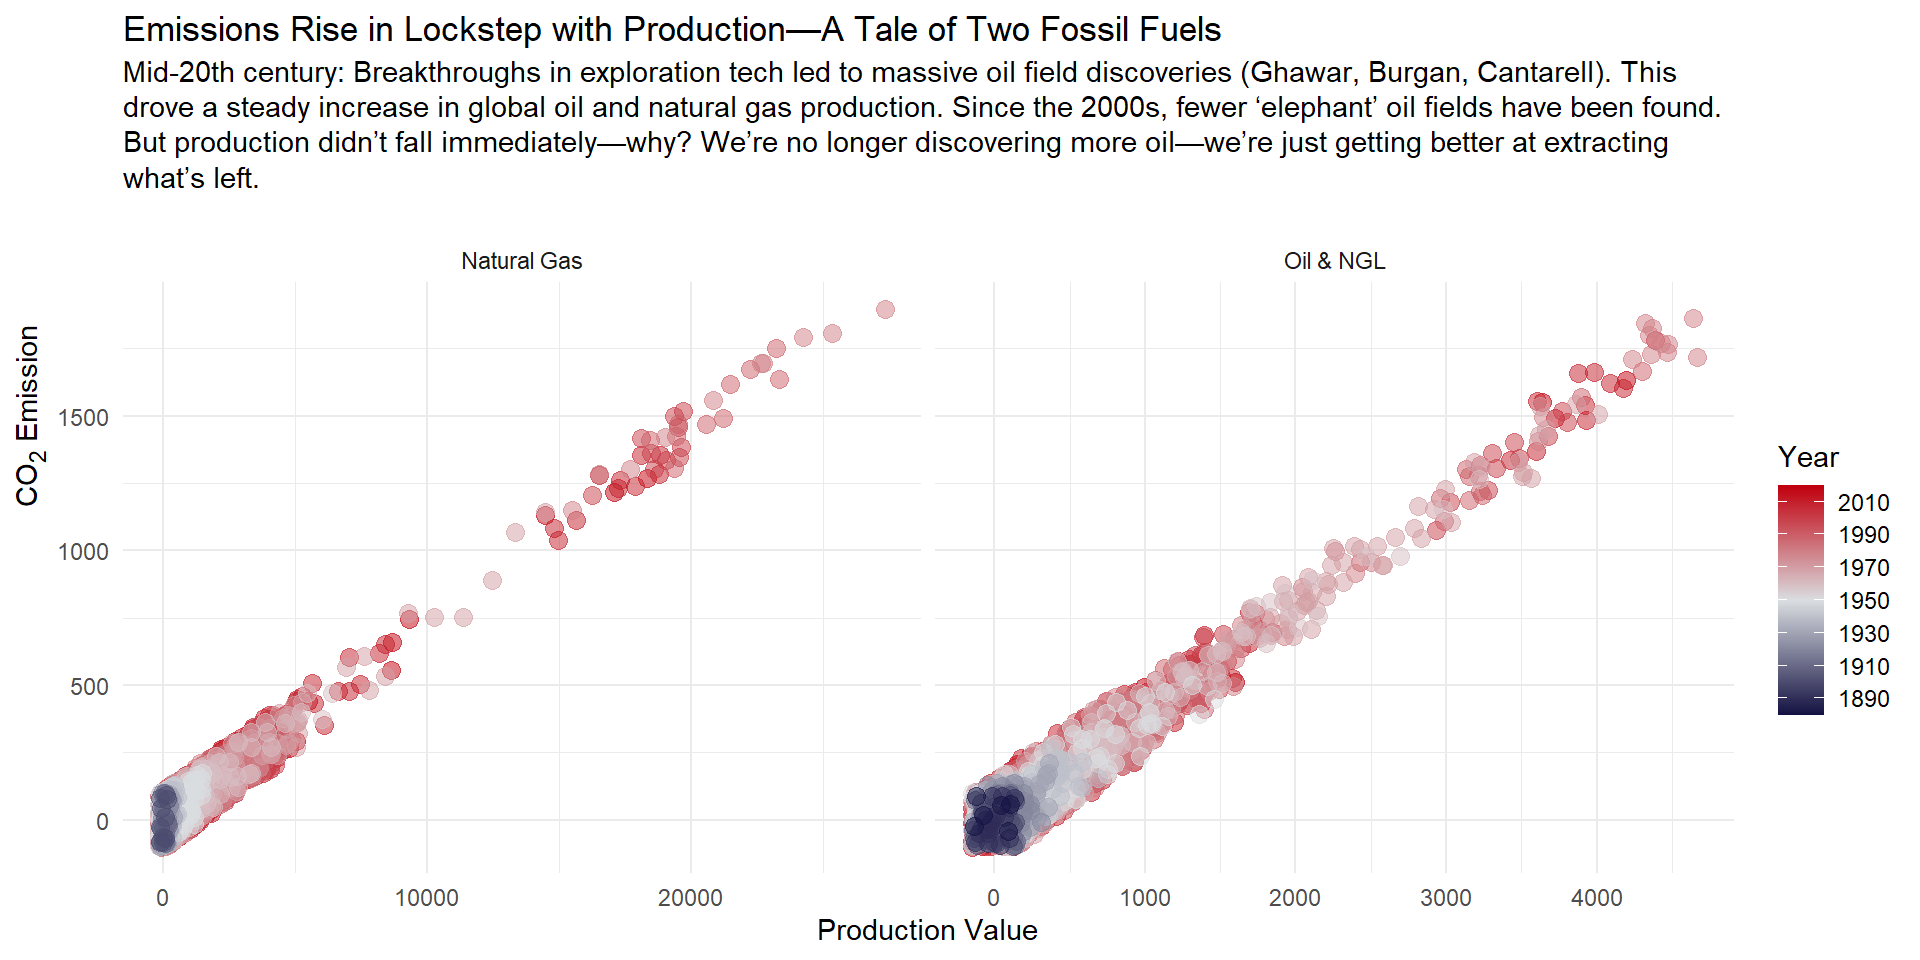 Emissions Rise in Lockstep with Production—A Tale of Two Fossil Fuels
Mid-20th century: Breakthroughs in exploration tech led to massive oil field discoveries (Ghawar, Burgan, Cantarell). This
drove a steady increase in global oil and natural gas production. Since the 2000s, fewer ‘elephant’ oil fields have been found.
But production didn’t fall immediately—why? We’re no longer discovering more oil—we’re just getting better at extracting
what’s left.
Natural Gas
Oil & NGL
CO₂ Emission
1500
1000
500
0
0
10000
20000
0
1000
2000
3000
4000
Production Value
Year
2010
1990
1970
1950
1930
1910
1890